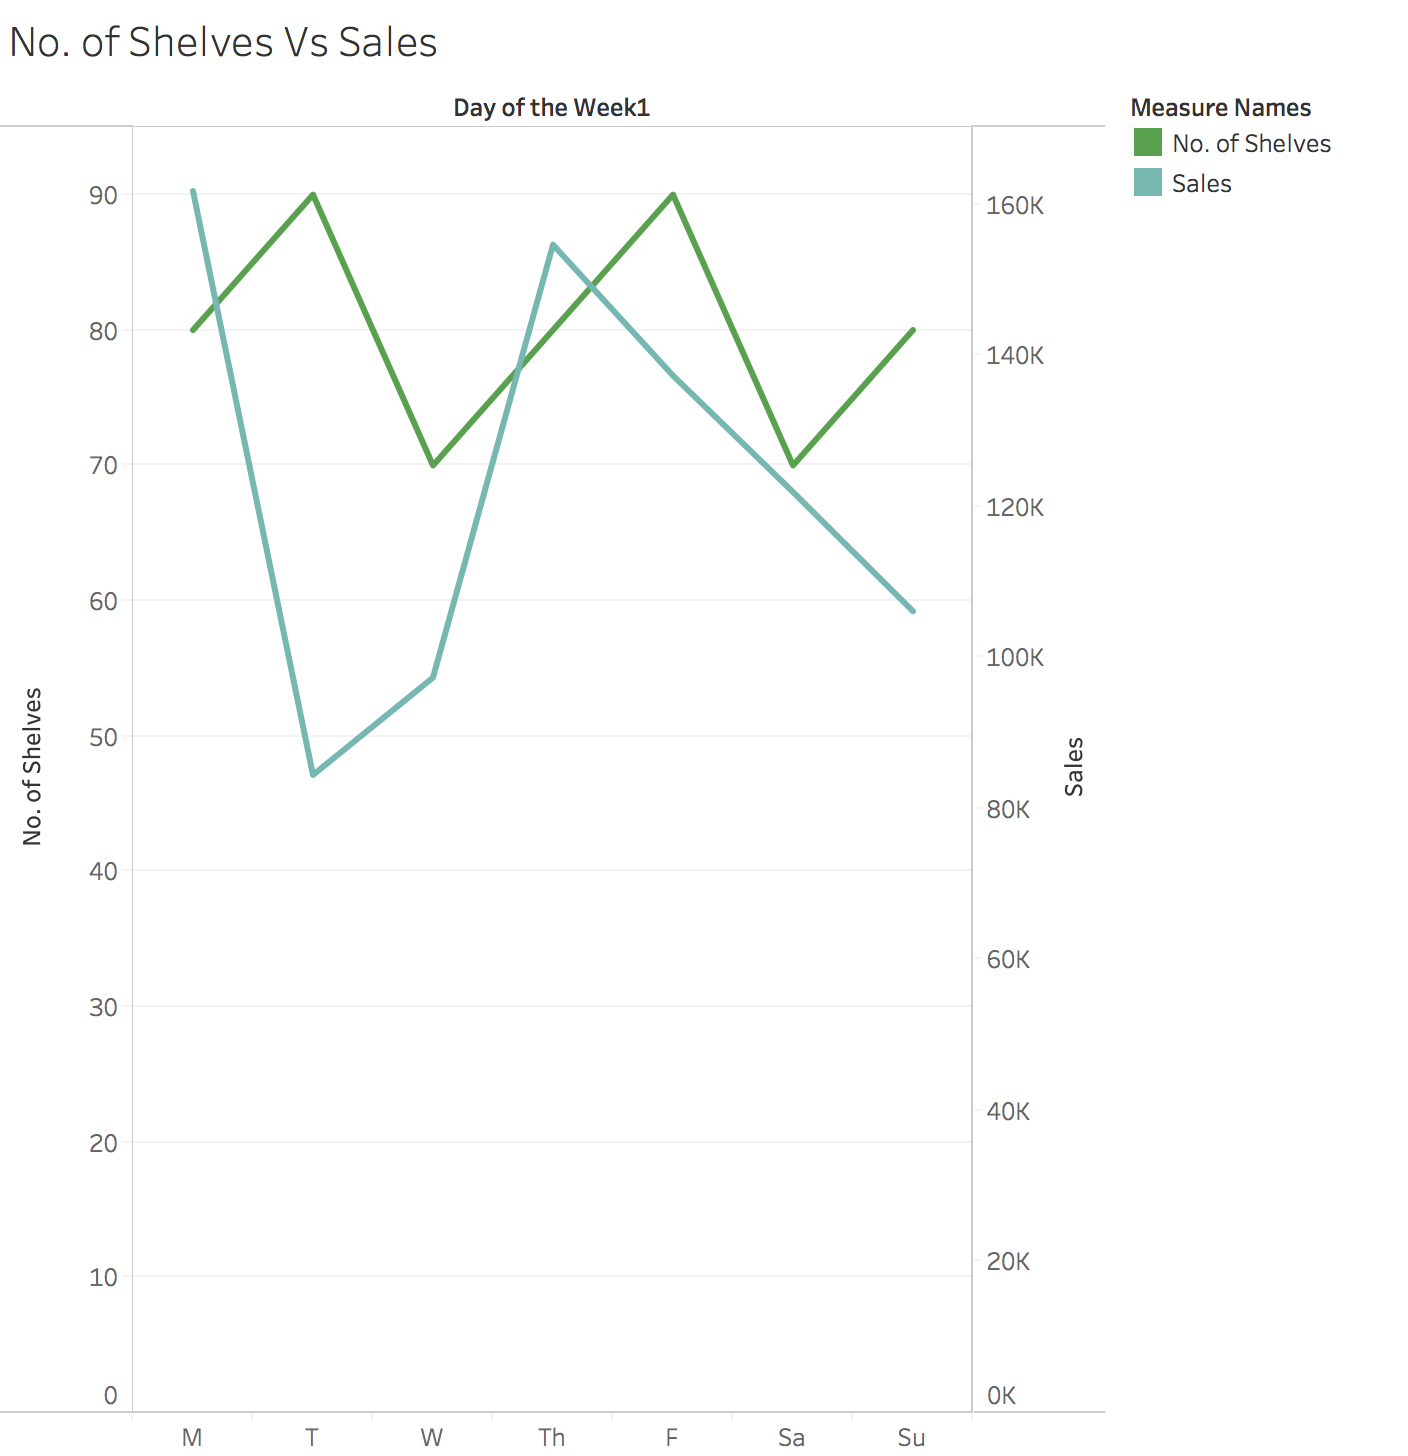 No. of Shelves Vs Sales
Day of the Week1
Measure Names
No. of Shelves
Sales
90
80
70
60
50
40
30
20
10
0
No. of Shelves
160K
140K
120K
100K
80K
60K
40K
20K
0K
Sales
M T W Th F Sa Su